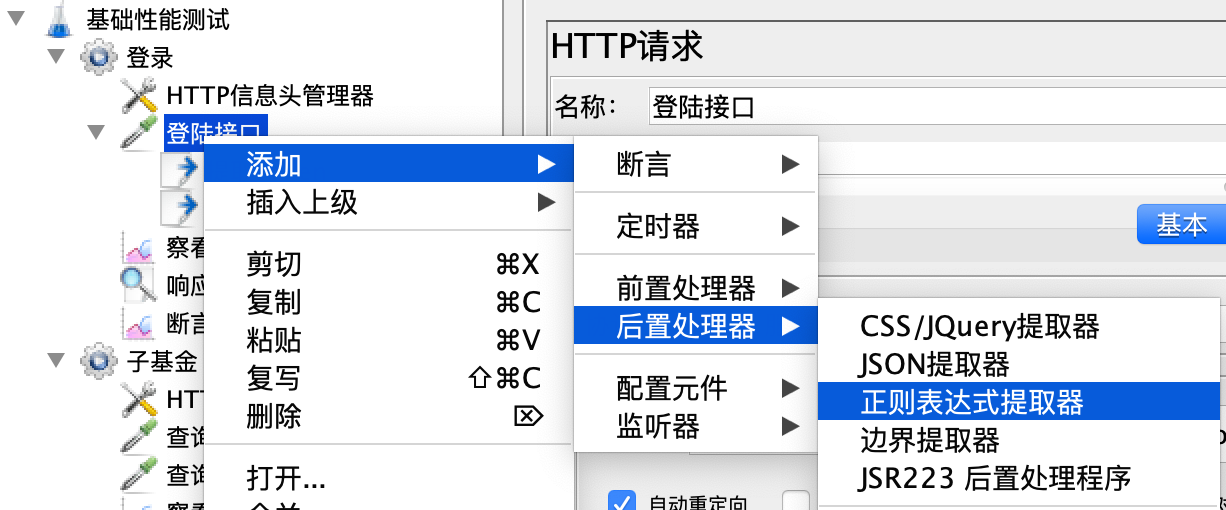 基础性能测试
登录
HTTP信息头管理器
登陆接口
察看
响应
断言
子基金
HTT
查询
查询
HTTP请求
名称：
登陆接口
基本
添加
插入上级
剪切 ⌘X
复制 ⌘C
粘贴 ⌘V
复写 ⇧⌘C
删除 ⌦
打开...
断言
定时器
前置处理器
后置处理器
配置元件
监听器
CSS/JQuery提取器
JSON提取器
正则表达式提取器
边界提取器
JSR223 后置处理程序
自动重定向